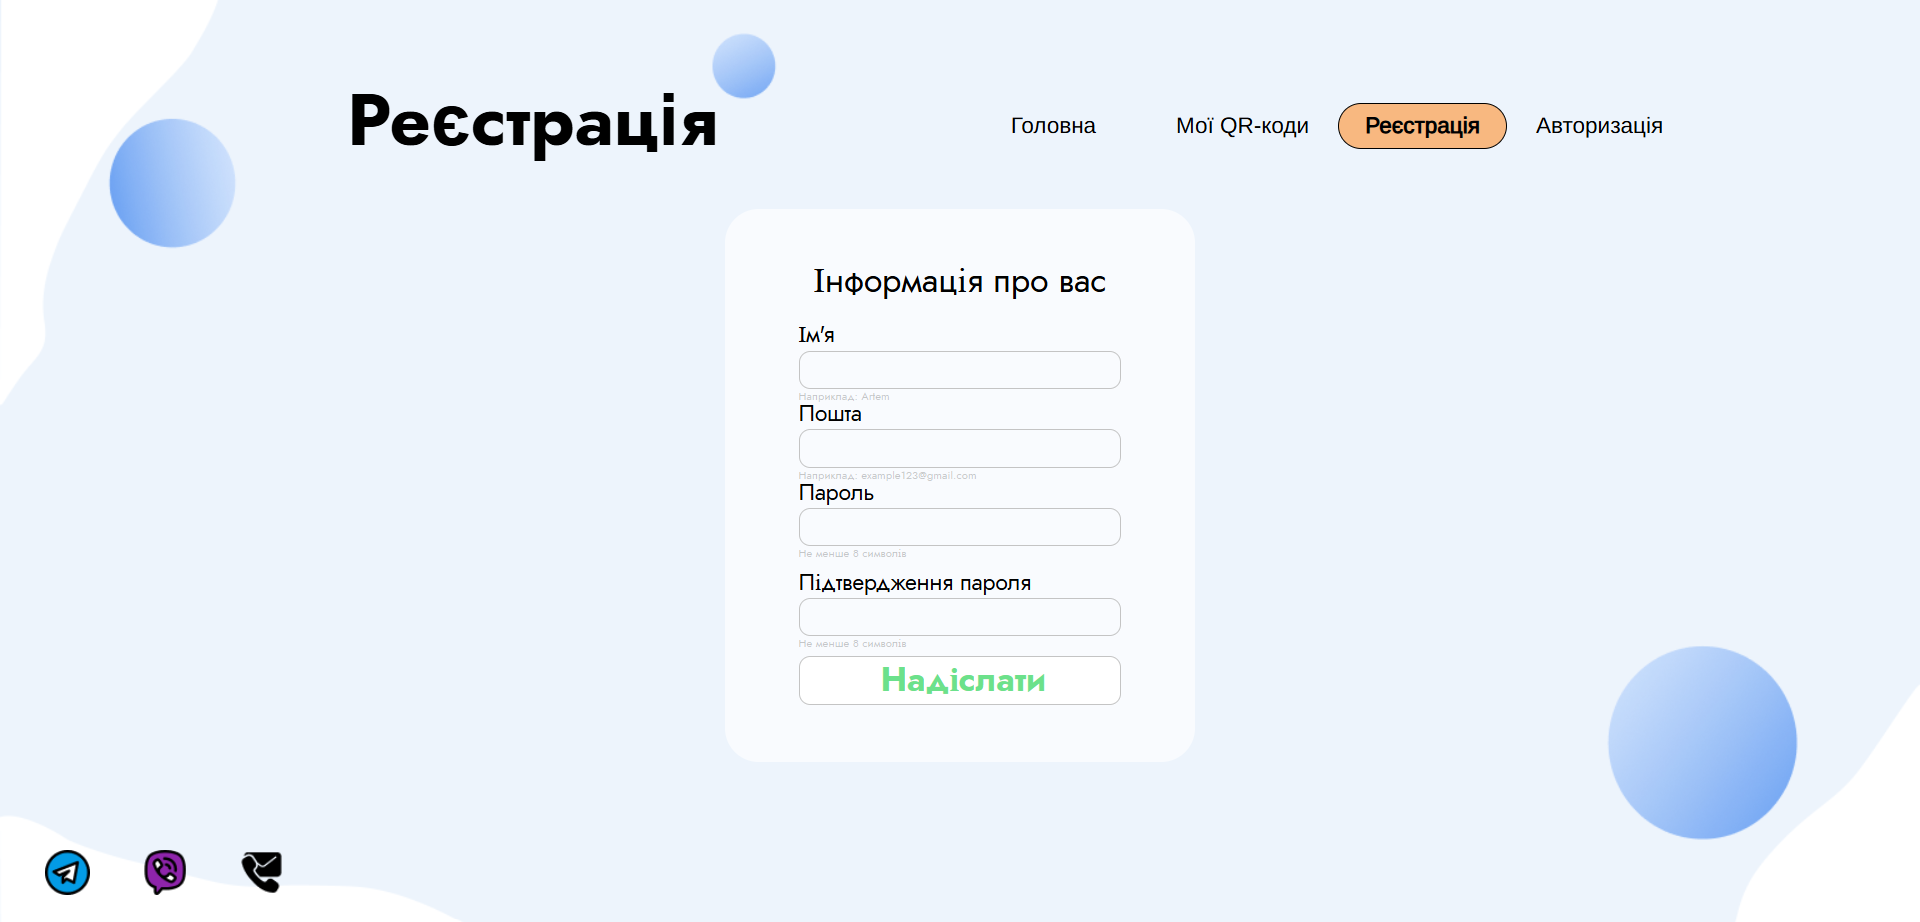 РеЄстрація
Головна
Мої QR-коди
Реєстрація
Авторизація
Інформація про вас
Ім'я
Наприклад: Artem
Пошта
Наприклад: example123@gmail.com
Пароль
Не менше 8 символів
Підтвердження пароля
Не менше 8 символів
Надіслати